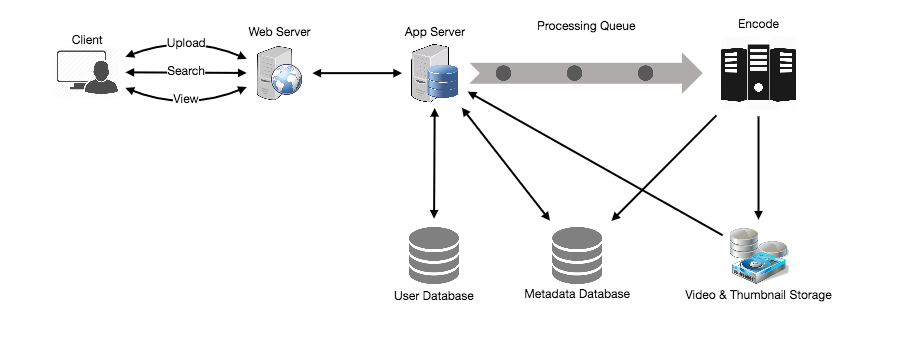 Client
Upload
Search
View
Web Server
App Server
Processing Queue
Encode
User Database
Metadata Database
Video & Thumbnail Storage